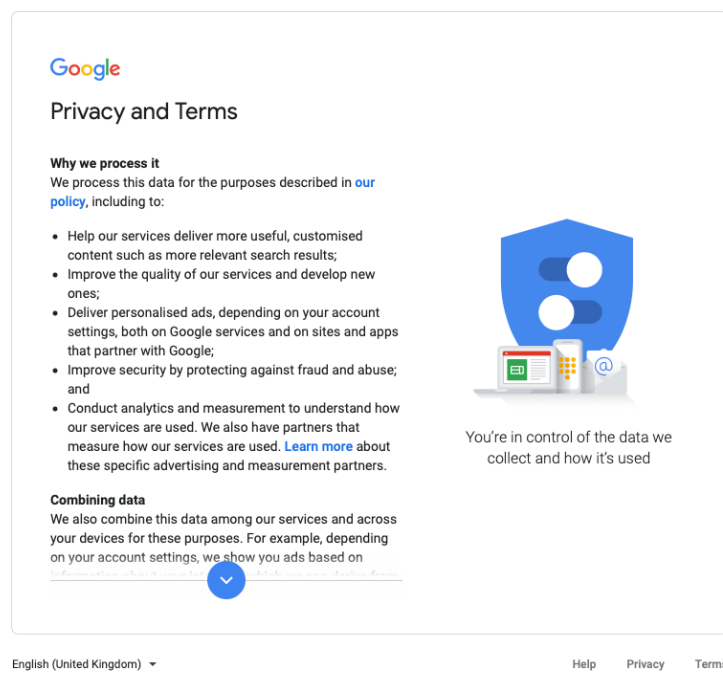 Google
Privacy and Terms
Why we process it
We process this data for the purposes described in our
policy, including to:
• Help our services deliver more useful, customised
content such as more relevant search results;
• Improve the quality of our services and develop new
ones;
• Deliver personalised ads, depending on your account
settings, both on Google services and on sites and apps
that partner with Google;
• Improve security by protecting against fraud and abuse;
and
• Conduct analytics and measurement to understand how
our services are used. We also have partners that
measure how our services are used. Learn more about
these specific advertising and measurement partners.
Combining data
We also combine this data among our services and across
your devices for these purposes. For example, depending
on your account settings, we show you ads based on
@
You're in control of the data we
collect and how it's used
English (United Kingdom)
Help Privacy Terms